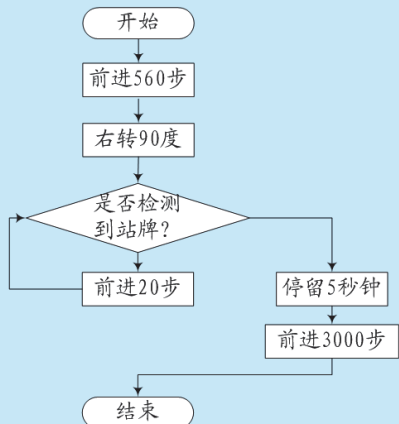 开始
前进560步
右转90度
是否检测
到站牌?
前进20步
停留5秒钟
前进3000步
结束